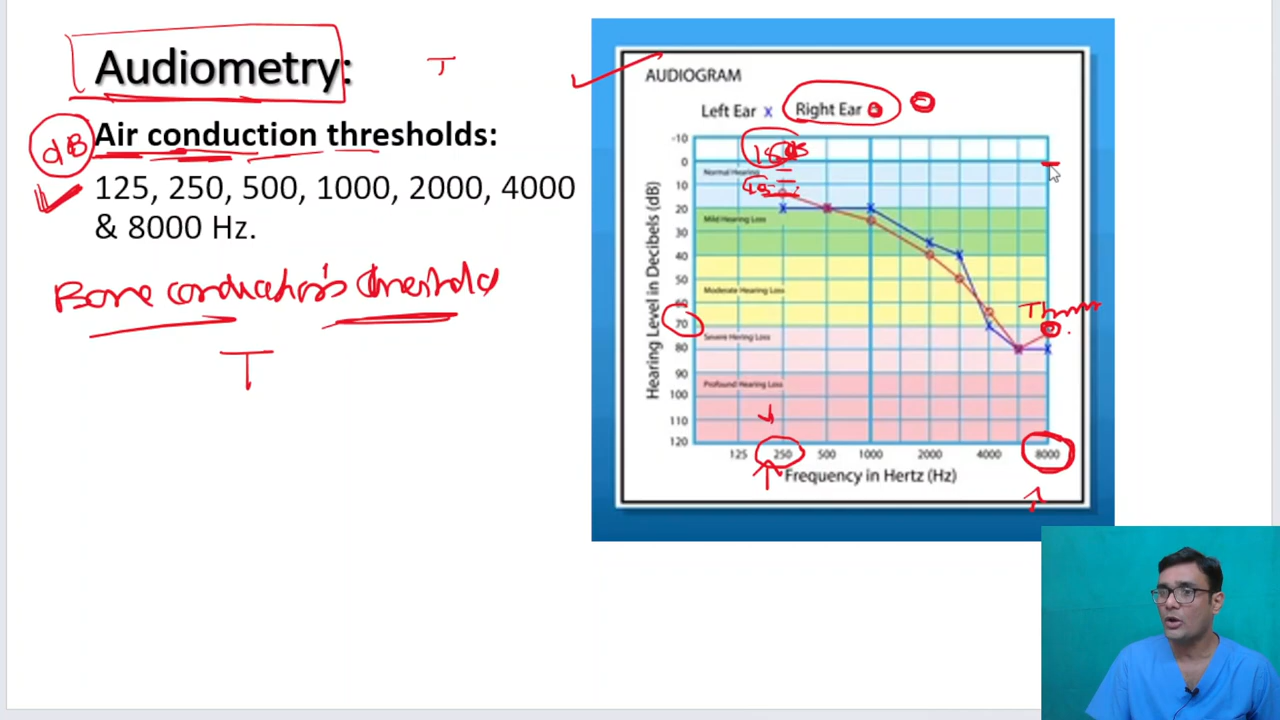 Audiometry:
T
dB
Air conduction thresholds:
125, 250, 500, 1000, 2000, 4000
& 8000 Hz.
Bone conduction's threshold
T
AUDIOGRAM
Left Ear x Right Ear
-10
0
10
20
30
40
50
60
70
80
90
100
110
120
Hearing Level in Decibels (dB)
Normal Hearing
Mild Hearing Loss
Moderate Hearing Loss
Severe Hering Loss
Profound Hearing Loss
125 250 500 1000 2000 4000 8000
Frequency in Hertz (Hz)